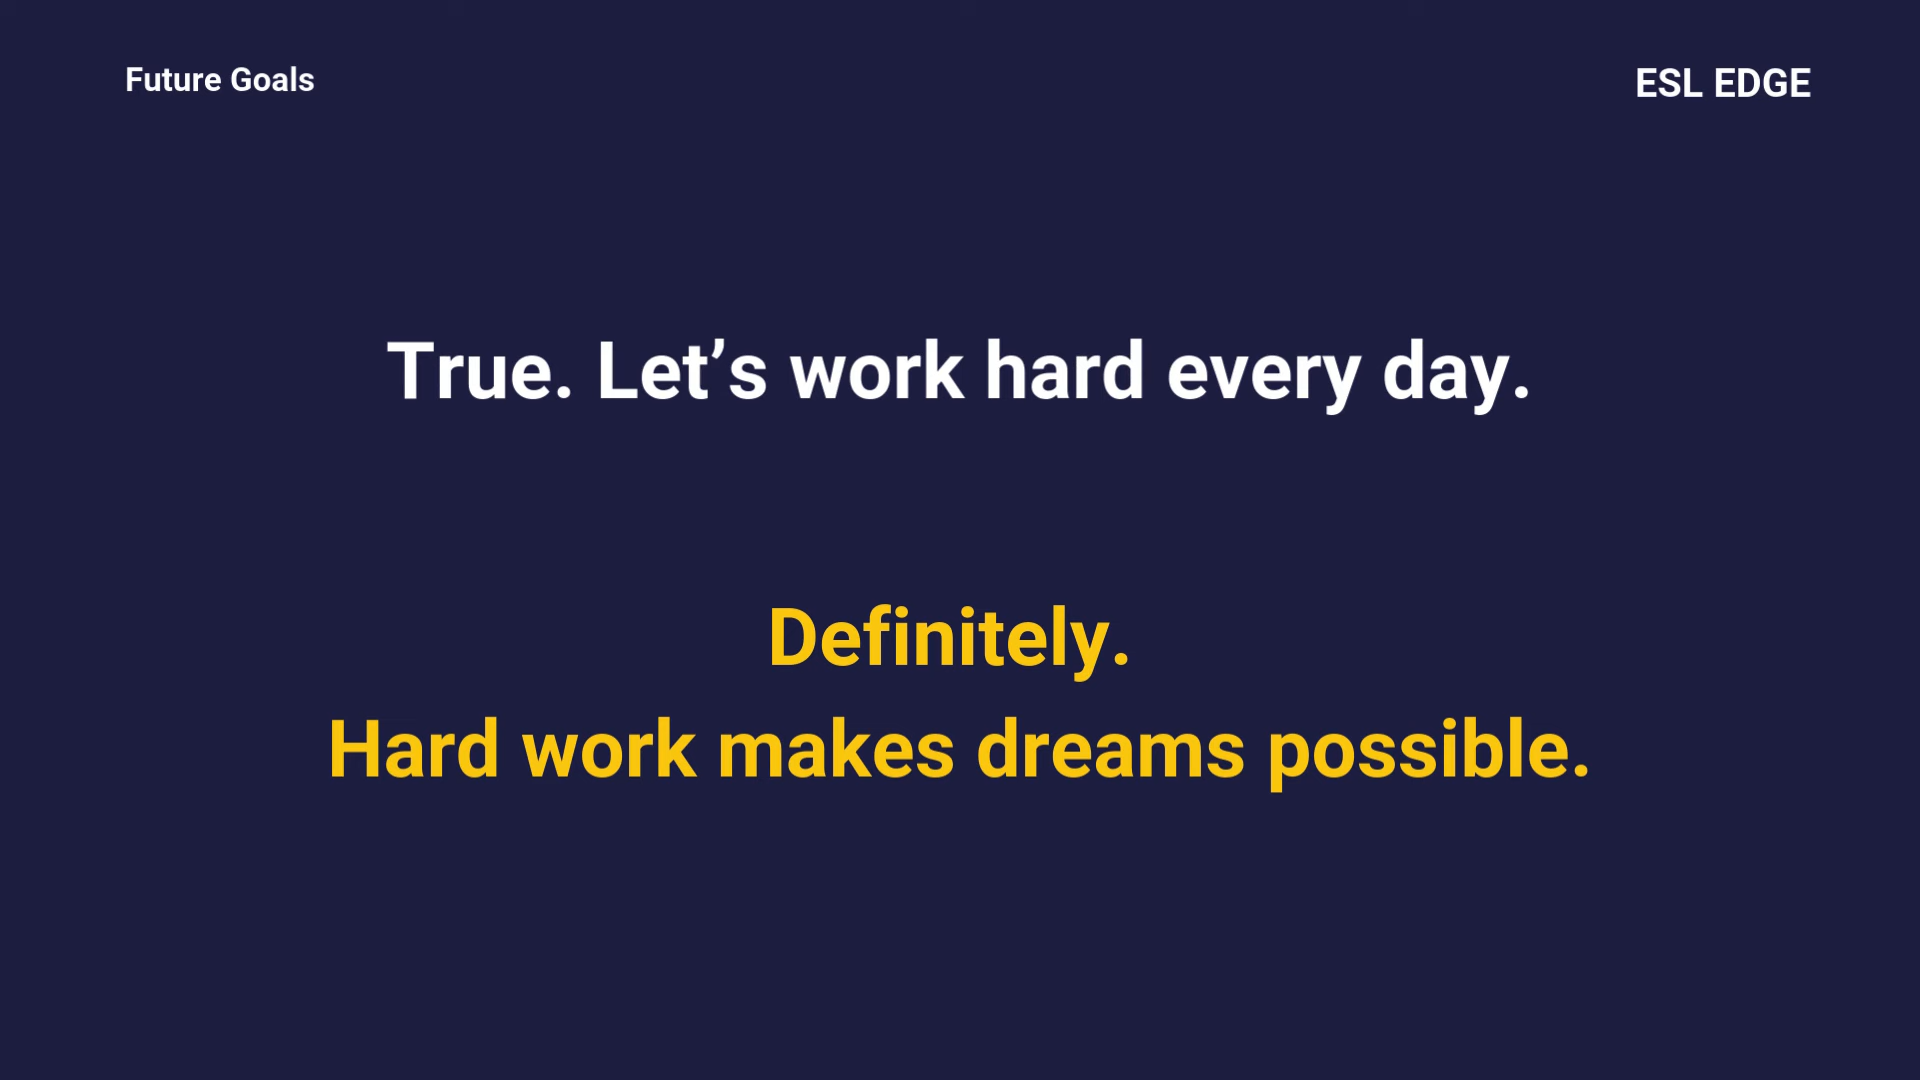 Future Goals
ESL EDGE
True. Let’s work hard every day.
Definitely.
Hard work makes dreams possible.